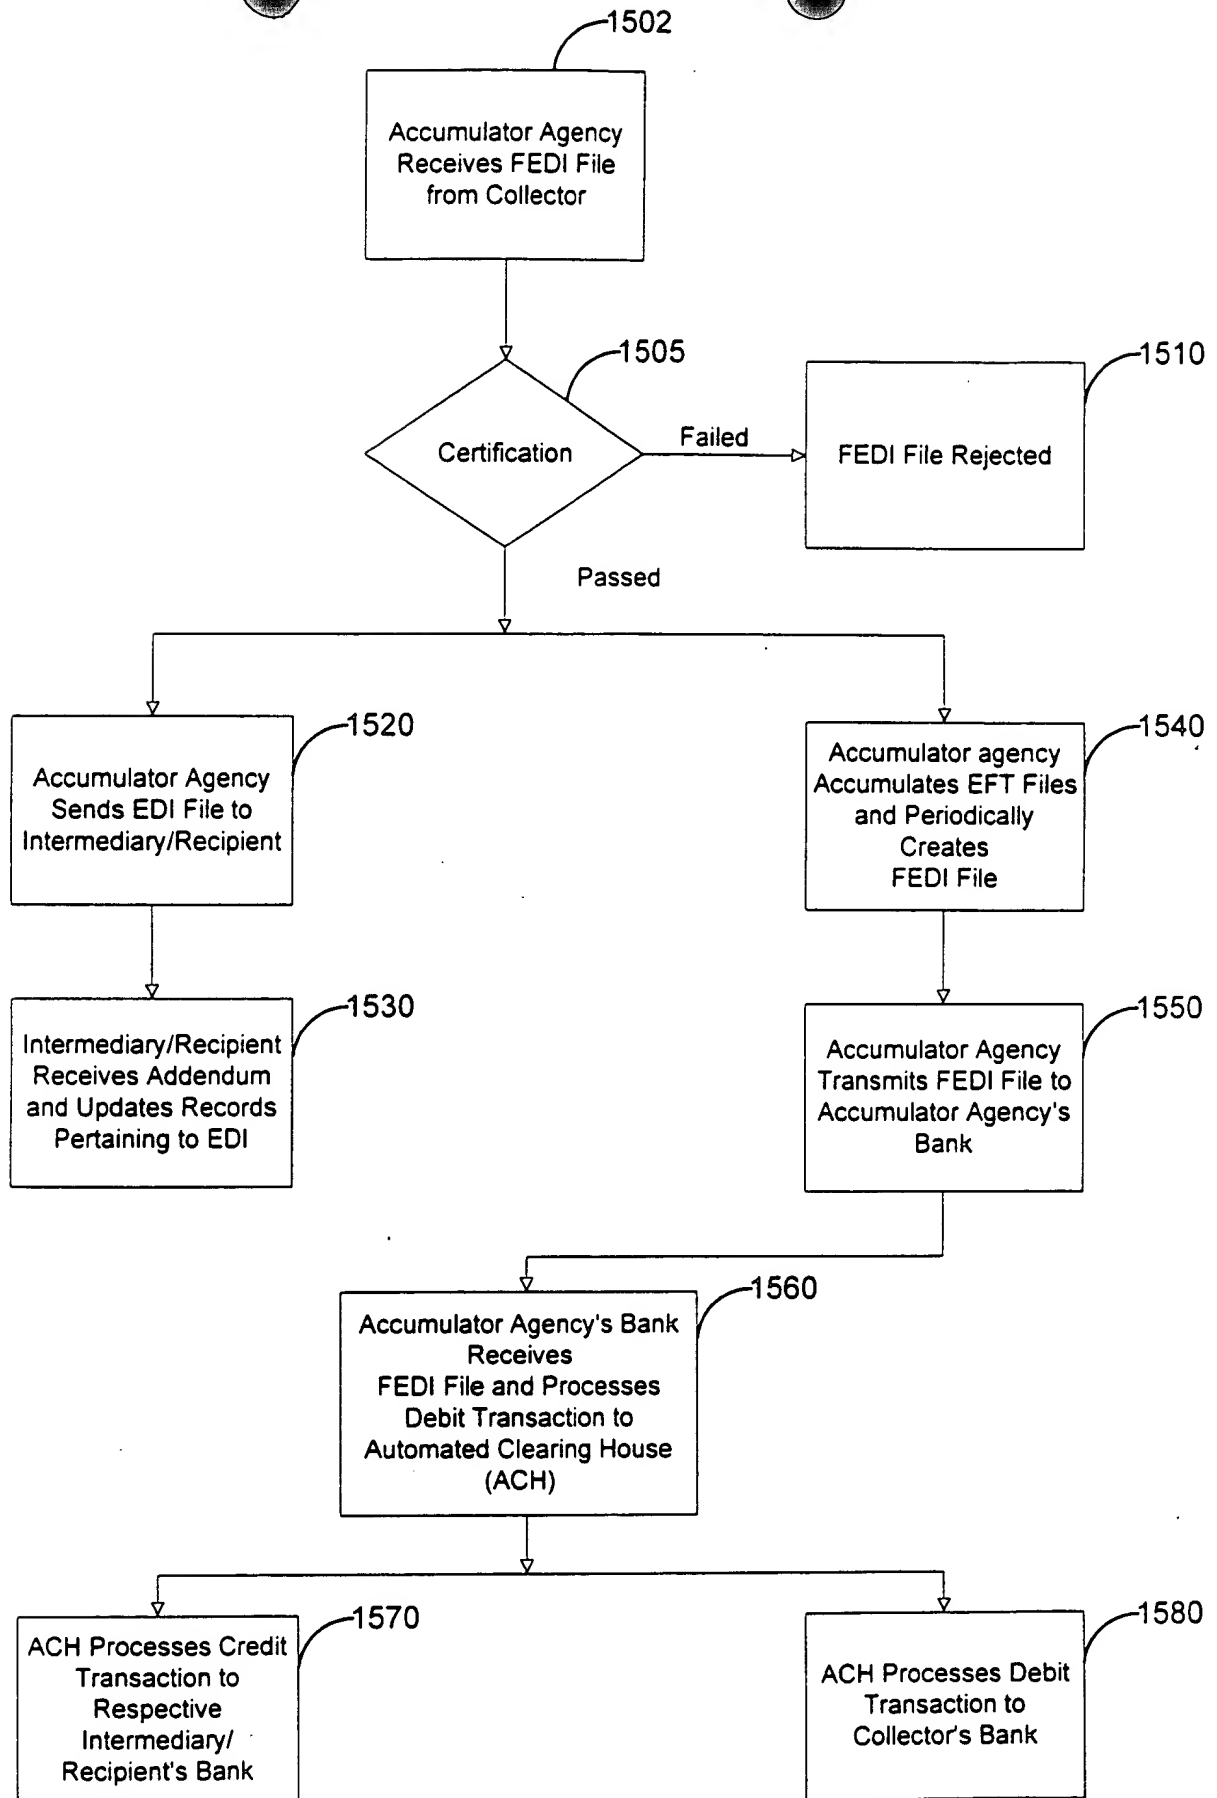 1502
Accumulator Agency
Receives FEDI File
from Collector
1505
1510
Certification
Failed
FEDI File Rejected
Passed
1520
1540
Accumulator Agency
Sends EDI File to
Intermediary/Recipient
Accumulator agency
Accumulates EFT Files
and Periodically
Creates
FEDI File
1530
1550
Intermediary/Recipient
Receives Addendum
and Updates Records
Pertaining to EDI
Accumulator Agency
Transmits FEDI File to
Accumulator Agency's
Bank
1560
Accumulator Agency's Bank
Receives
FEDI File and Processes
Debit Transaction to
Automated Clearing House
(ACH)
1570
1580
ACH Processes Credit
Transaction to
Respective
Intermediary/
Recipient's Bank
ACH Processes Debit
Transaction to
Collector's Bank